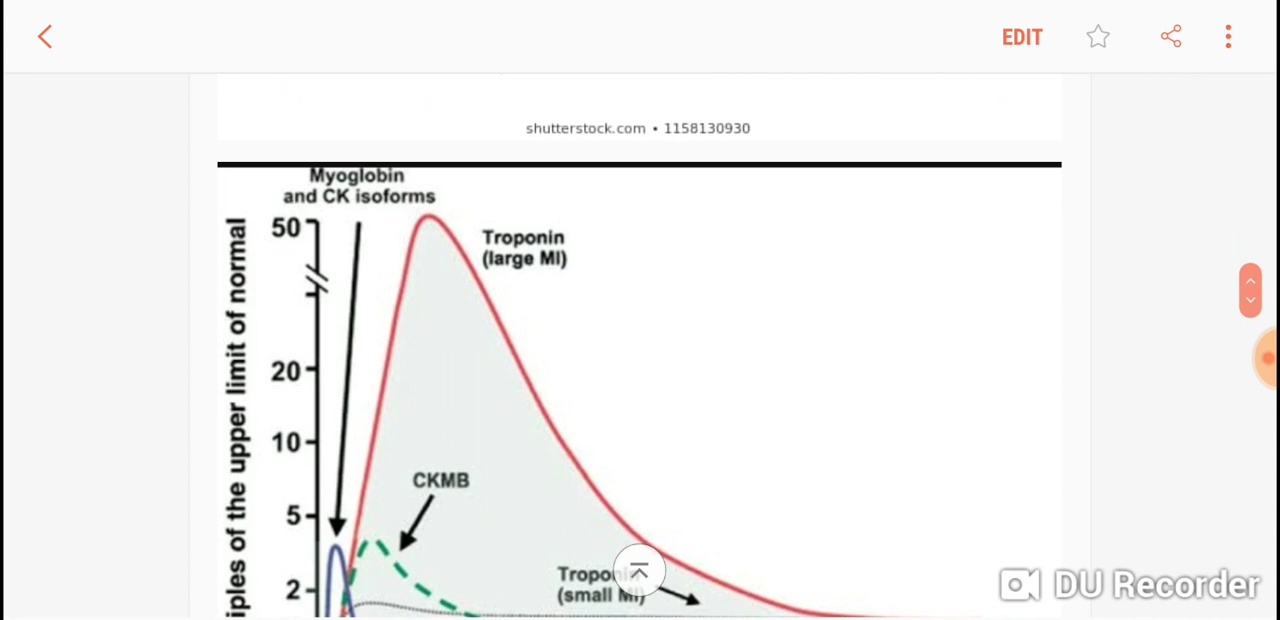 EDIT
shutterstock.com • 1158130930
Myoglobin
and CK isoforms
50
Troponin
(large MI)
20
10
CKMB
5
Troponin
(small MI)
2
iples of the upper limit of normal
DU Recorder